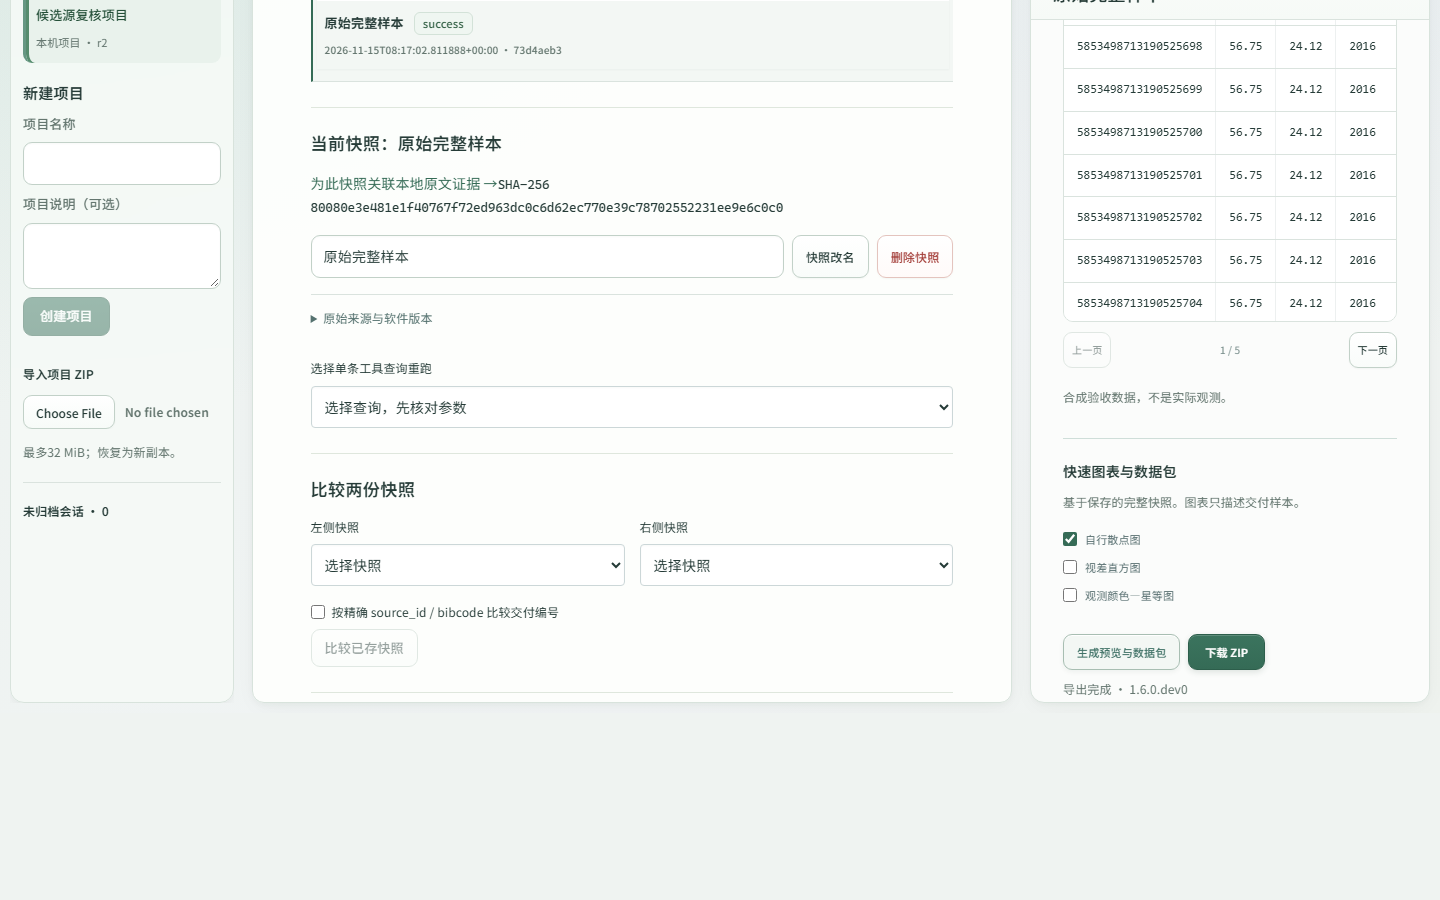 候选源复核项目
本机项目 · r2
新建项目
项目名称
项目说明（可选）
创建项目
导入项目 ZIP
Choose File No file chosen
最多32 MiB；恢复为新副本。
未归档会话 · 0
原始完整样本 success
2026-11-15T08:17:02.811888+00:00 · 73d4aeb3
当前快照：原始完整样本
为此快照关联本地原文证据 →SHA-256
80080e3e481e1f40767f72ed963dc0c6d62ec770e39c78702552231ee9e6c0c0
原始完整样本 快照改名 删除快照
▶ 原始来源与软件版本
选择单条工具查询重跑
选择查询，先核对参数
比较两份快照
左侧快照 右侧快照
选择快照 选择快照
按精确 source_id / bibcode 比较交付编号
比较已存快照
5853498713190525698 56.75 24.12 2016
5853498713190525699 56.75 24.12 2016
5853498713190525700 56.75 24.12 2016
5853498713190525701 56.75 24.12 2016
5853498713190525702 56.75 24.12 2016
5853498713190525703 56.75 24.12 2016
5853498713190525704 56.75 24.12 2016
上一页 1 / 5 下一页
合成验收数据，不是实际观测。
快速图表与数据包
基于保存的完整快照。图表只描述交付样本。
自行散点图
视差直方图
观测颜色—星等图
生成预览与数据包 下载 ZIP
导出完成 · 1.6.0.dev0